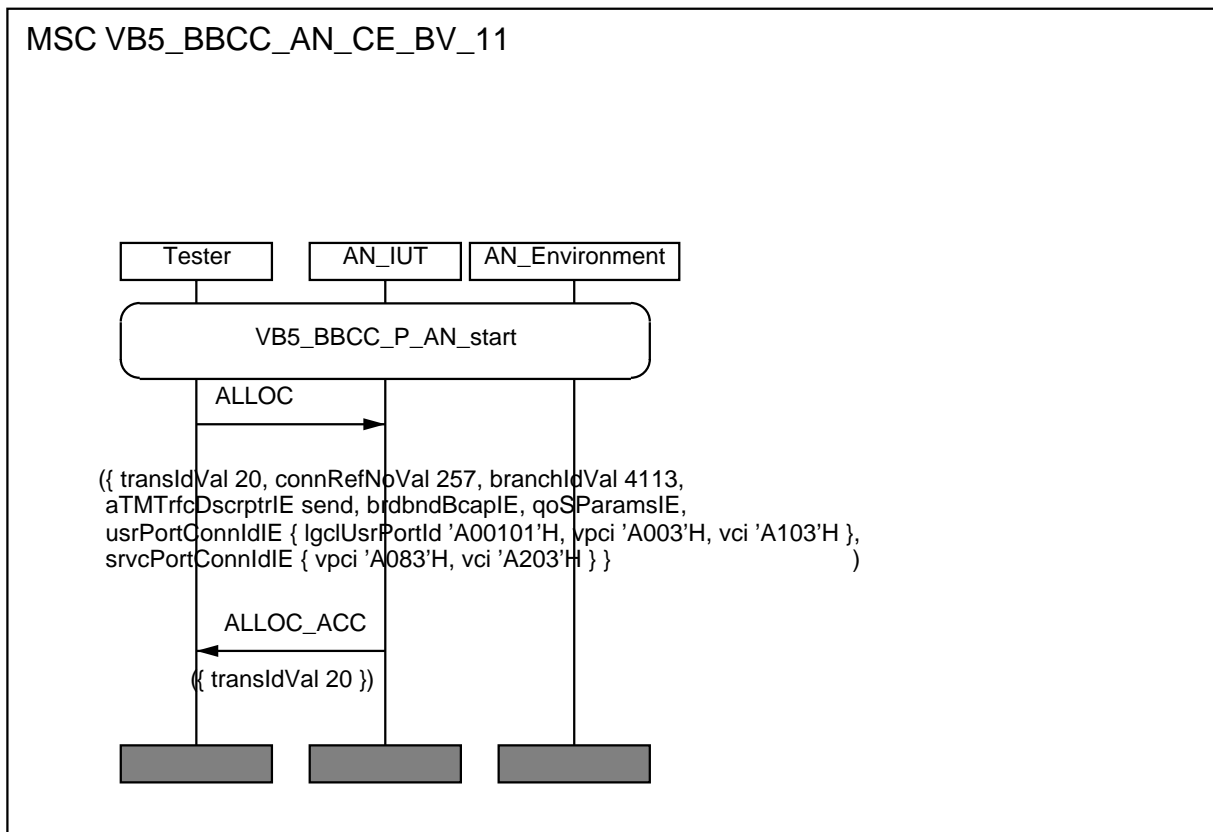 MSC VB5_BBCC_AN_CE_BV_11
Tester AN_IUT AN_Environment
VB5_BBCC_P_AN_start
ALLOC
({ transIdVal 20, connRefNoVal 257, branchIdVal 4113,
aTMTrfcDscrptrIE send, brdbndBcapIE, qoSParamsIE,
usrPortConnIdIE { lgclUsrPortId ’A00101’H, vpci ’A003’H, vci ’A103’H },
srvcPortConnIdIE { vpci ’A083’H, vci ’A203’H } } )
ALLOC_ACC
({ transIdVal 20 })